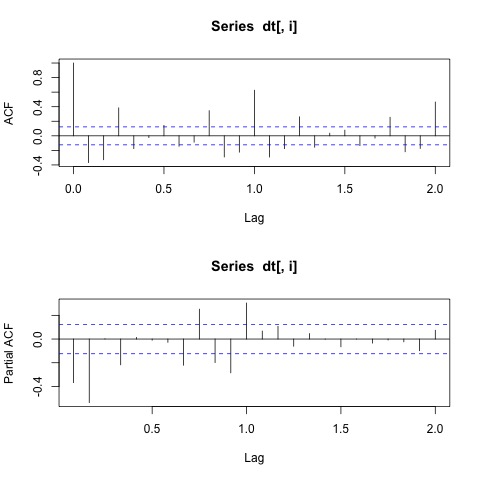 Series dt[, i]
ACF
0.8
0.4
0.0
-0.4
0.0 0.5 1.0 1.5 2.0
Lag
Series dt[, i]
Partial ACF
0.0
-0.4
0.5 1.0 1.5 2.0
Lag